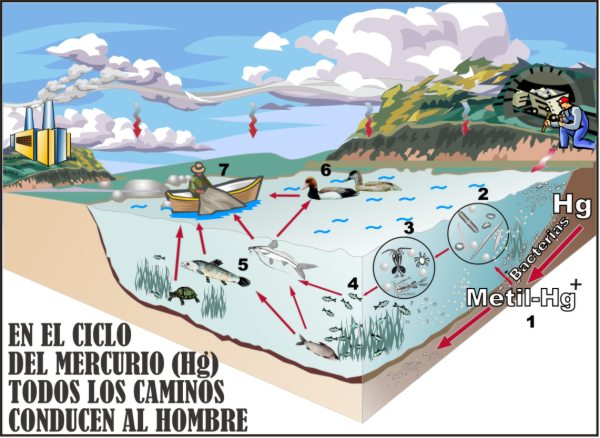 7
6
2
3
Hg
Bacterias
5
4
Metil-Hg+
1
EN EL CICLO
DEL MERCURIO (Hg)
TODOS LOS CAMINOS
CONDUCEN AL HOMBRE